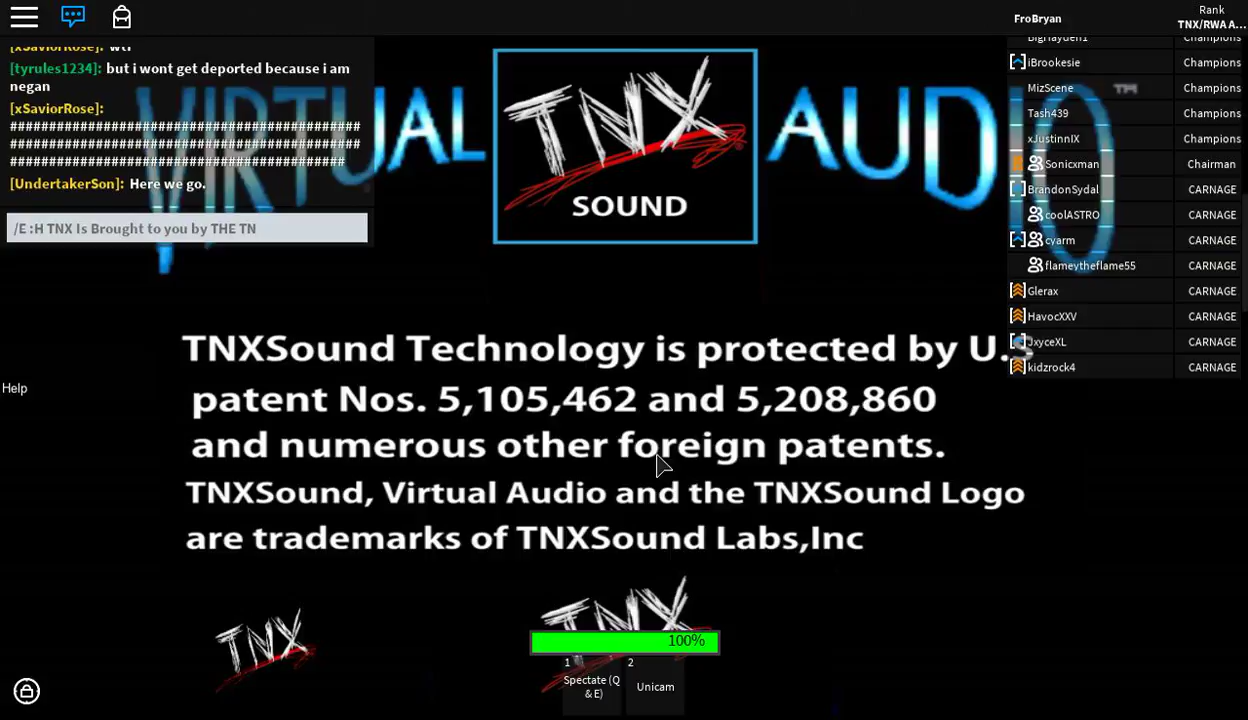 FroBryan
Rank
TNX/RWA A...
[xSaviorRose]: wtf
[tyrules1234]: but i wont get deported because i am
negan
[xSaviorRose]:
############################################
############################################
##########################################
[UndertakerSon]: Here we go.
/E :H TNX Is Brought to you by THE TN
VIRTUAL
TNX
SOUND
AUDIO
TM
BigHayden1 Champions
iBrookesie Champions
MizScene Champions
Tash439 Champions
xJustinnIX Champions
Sonicxman Chairman
BrandonSydal CARNAGE
coolASTRO CARNAGE
cyarm CARNAGE
flameytheflame55 CARNAGE
Glerax CARNAGE
HavocXXV CARNAGE
JxyceXL CARNAGE
kidzrock4 CARNAGE
TNXSound Technology is protected by U.S
patent Nos. 5,105,462 and 5,208,860
and numerous other foreign patents.
TNXSound, Virtual Audio and the TNXSound Logo
are trademarks of TNXSound Labs,Inc
Help
TNX
TNX
100%
1
Spectate (Q
& E)
2
Unicam